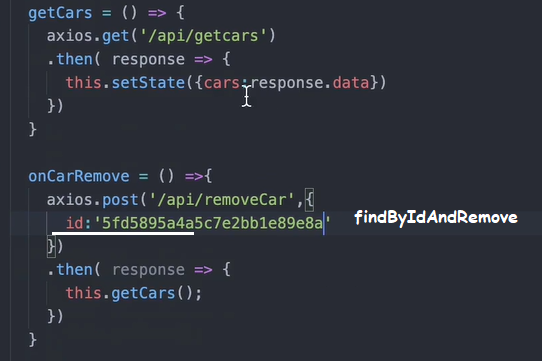 getCars = () => {
axios.get('/api/getcars')
.then( response => {
this.setState({cars:response.data})
})
}
onCarRemove = () =>{
axios.post('/api/removeCar',{
id:'5fd5895a4a5c7e2bb1e89e8a' findByIdAndRemove
})
.then( response => {
this.getCars();
})
}